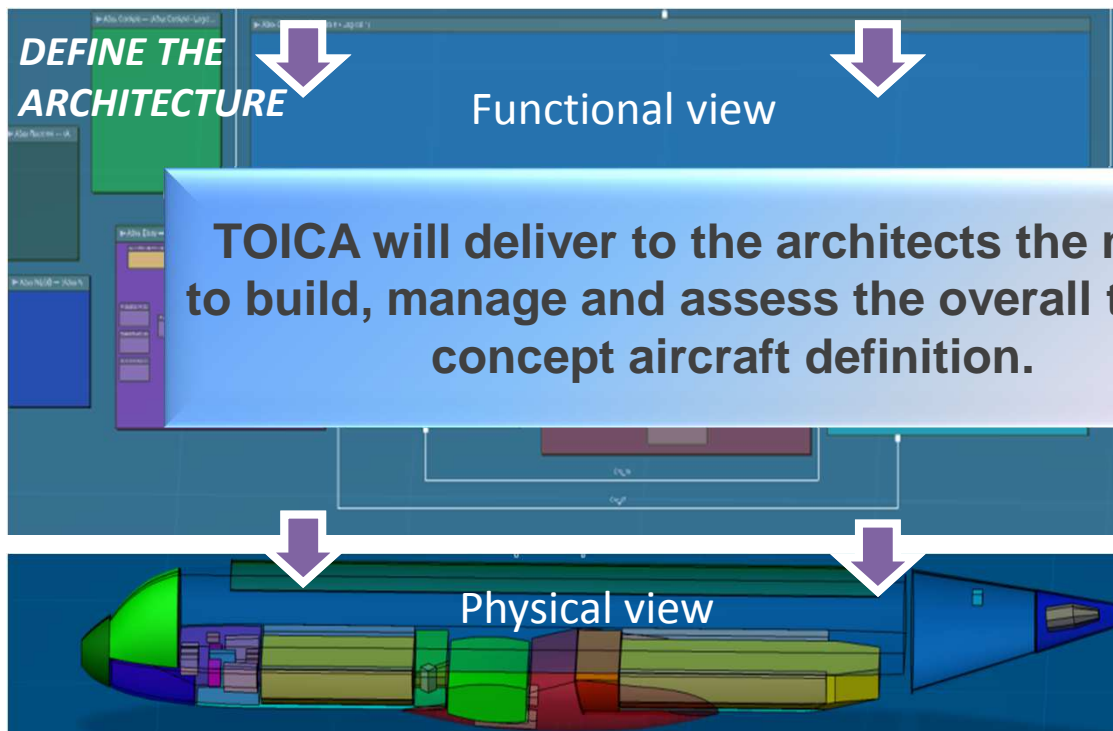 DEFINE THE
ARCHITECTURE
Functional view
TOICA will deliver to the architects the
to build, manage and assess the overall
concept aircraft definition.
Physical view